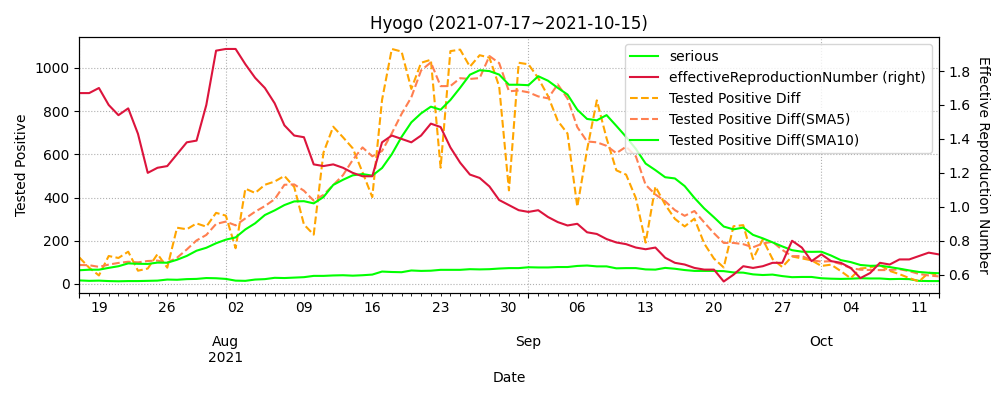 Hyogo (2021-07-17~2021-10-15)
serious
effectiveReproductionNumber (right)
Tested Positive Diff
Tested Positive Diff(SMA5)
Tested Positive Diff(SMA10)
Tested Positive
1000
800
600
400
200
0
Effective Reproduction Number
1.8
1.6
1.4
1.2
1.0
0.8
0.6
19 26 02 09 16 23 30 06 13 20 27 04 11
Aug Sep Oct
2021
Date